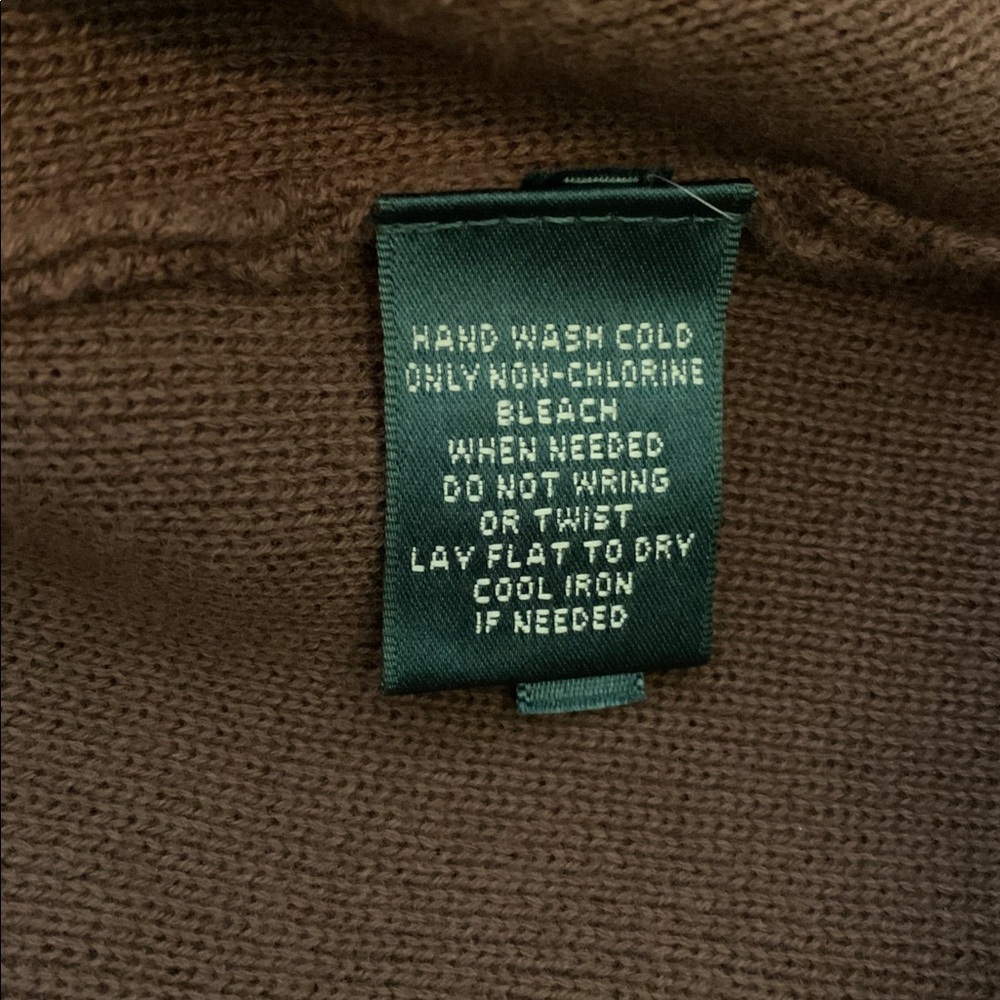 HAND WASH COLD
ONLY NON-CHLORINE
BLEACH
WHEN NEEDED
DO NOT WRING
OR TWIST
LAY FLAT TO DRY
COOL IRON
IF NEEDED